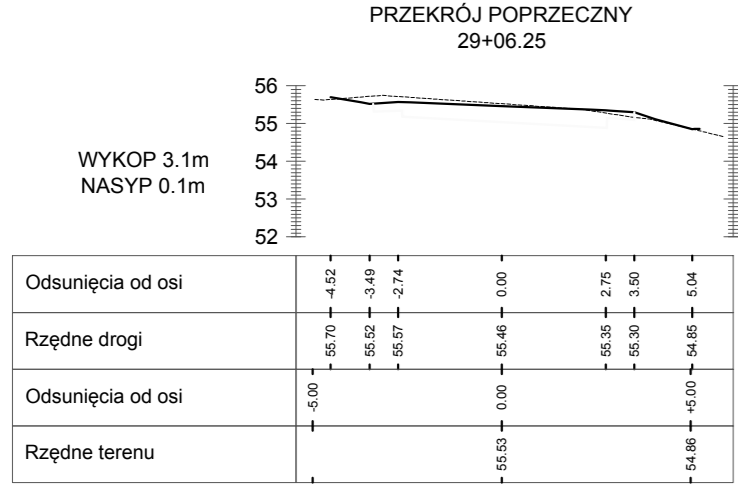 PRZEKRÓJ POPRZECZNY
29+06.25
56
55
54
53
52
WYKOP 3.1m
NASYP 0.1m
Odsunięcia od osi -4.52 -3.49 -2.74 0.00 2.75 3.50 5.04
Rzędne drogi 55.70 55.52 55.57 55.46 55.35 55.30 54.85
Odsunięcia od osi -5.00 0.00 +5.00
Rzędne terenu 55.53 54.86